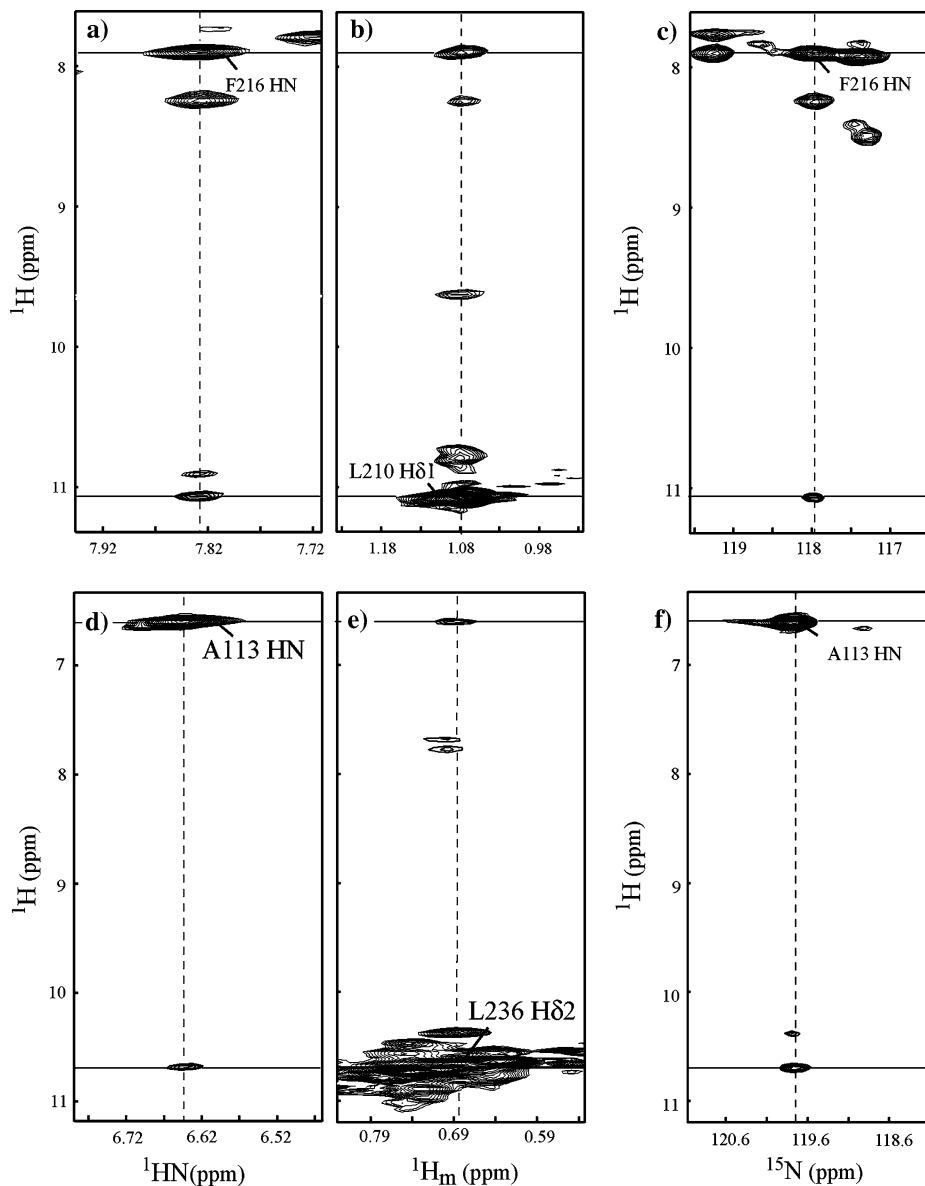 a)
b)
c)
F216 HN
F216 HN
L210 Hδ1
8
9
10
11
8
9
10
11
¹H (ppm)
¹H (ppm)
7.92 7.82 7.72
1.18 1.08 0.98
119 118 117
d)
e)
f)
A113 HN
A113 HN
L236 Hδ2
7
8
9
10
11
7
8
9
10
11
¹H (ppm)
¹H (ppm)
6.72 6.62 6.52
0.79 0.69 0.59
120.6 119.6 118.6
¹HN(ppm)
¹Hₘ (ppm)
¹⁵N (ppm)